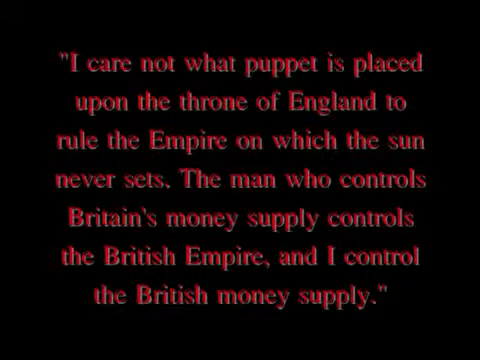 "I care not what puppet is placed
upon the throne of England to
rule the Empire on which the sun
never sets. The man who controls
Britain's money supply controls
the British Empire, and I control
the British money supply."